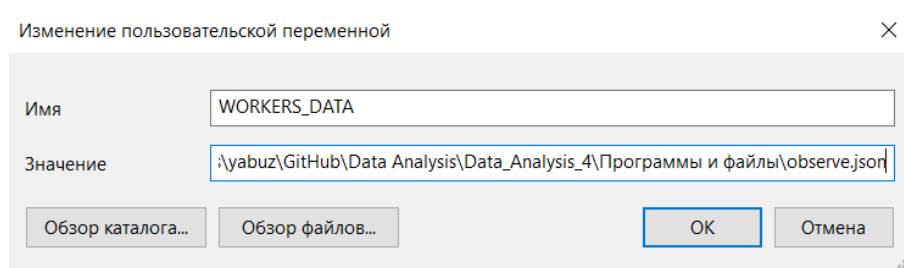 Изменение пользовательской переменной
Имя
WORKERS_DATA
Значение
:\yabuz\GitHub\Data Analysis\Data_Analysis_4\Программы и файлы\observe.json
Обзор каталога...
Обзор файлов...
OK
Отмена